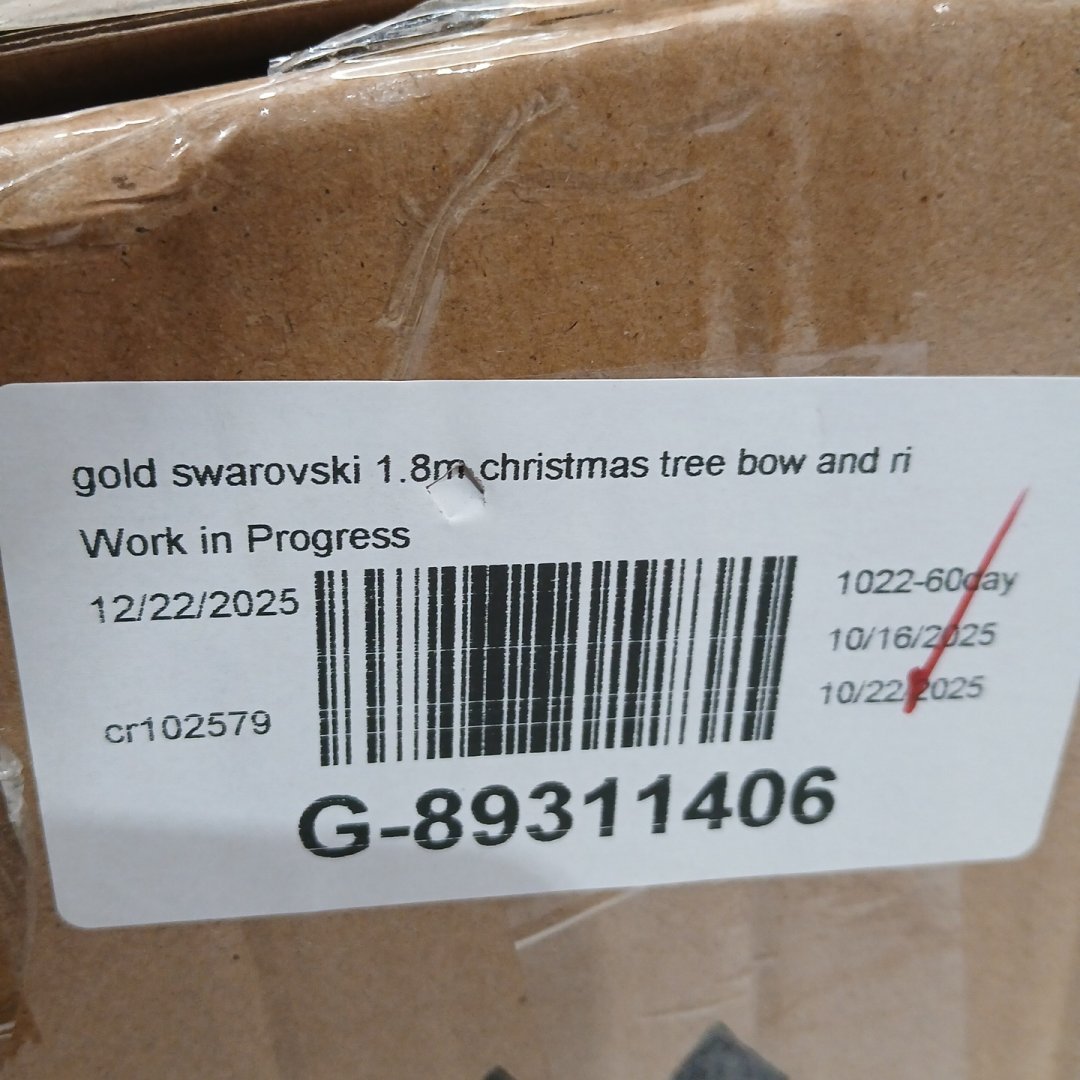 gold swarovski 1.8m christmas tree bow and ri
Work in Progress
12/22/2025
1022-60day
10/16/2025
10/22/2025
cr102579
G-89311406